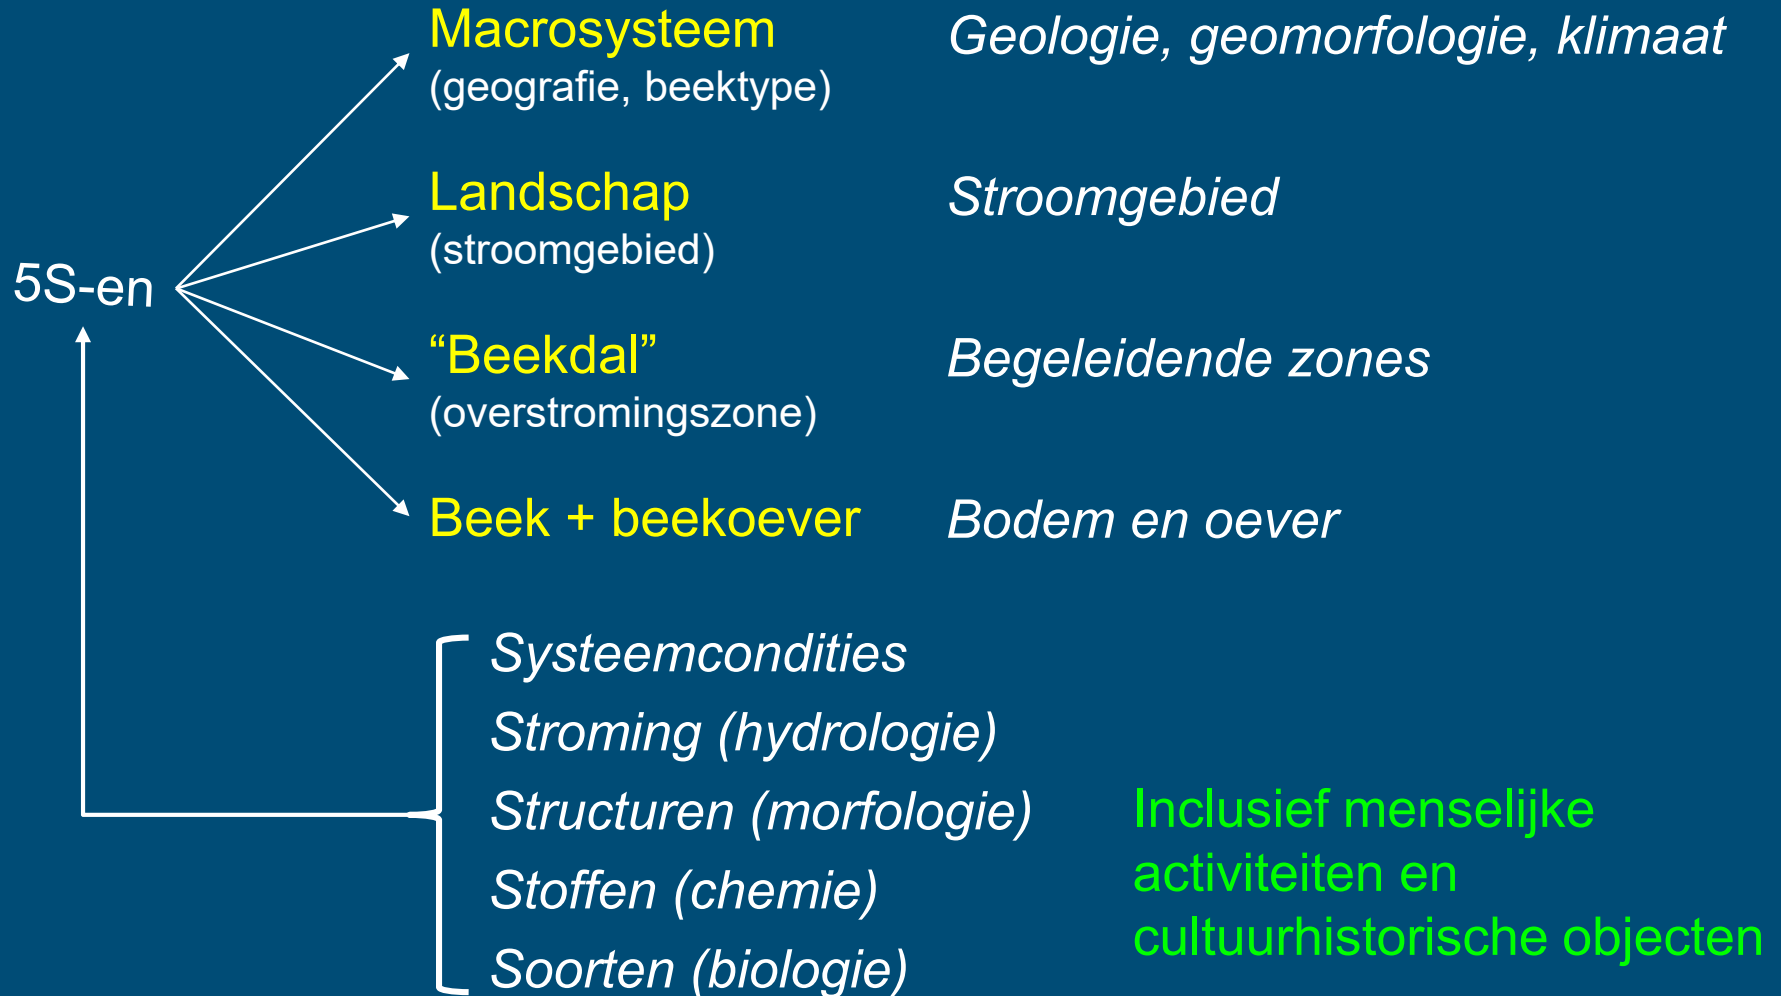 Macrosysteem
(geografie, beektype)
Geologie, geomorfologie, klimaat
Landschap
(stroomgebied)
Stroomgebied
5S-en
“Beekdal”
(overstromingszone)
Begeleidende zones
Beek + beekoever
Bodem en oever
Systeemcondities
Stroming (hydrologie)
Structuren (morfologie)
Stoffen (chemie)
Soorten (biologie)
Inclusief menselijke
activiteiten en
cultuurhistorische objecten